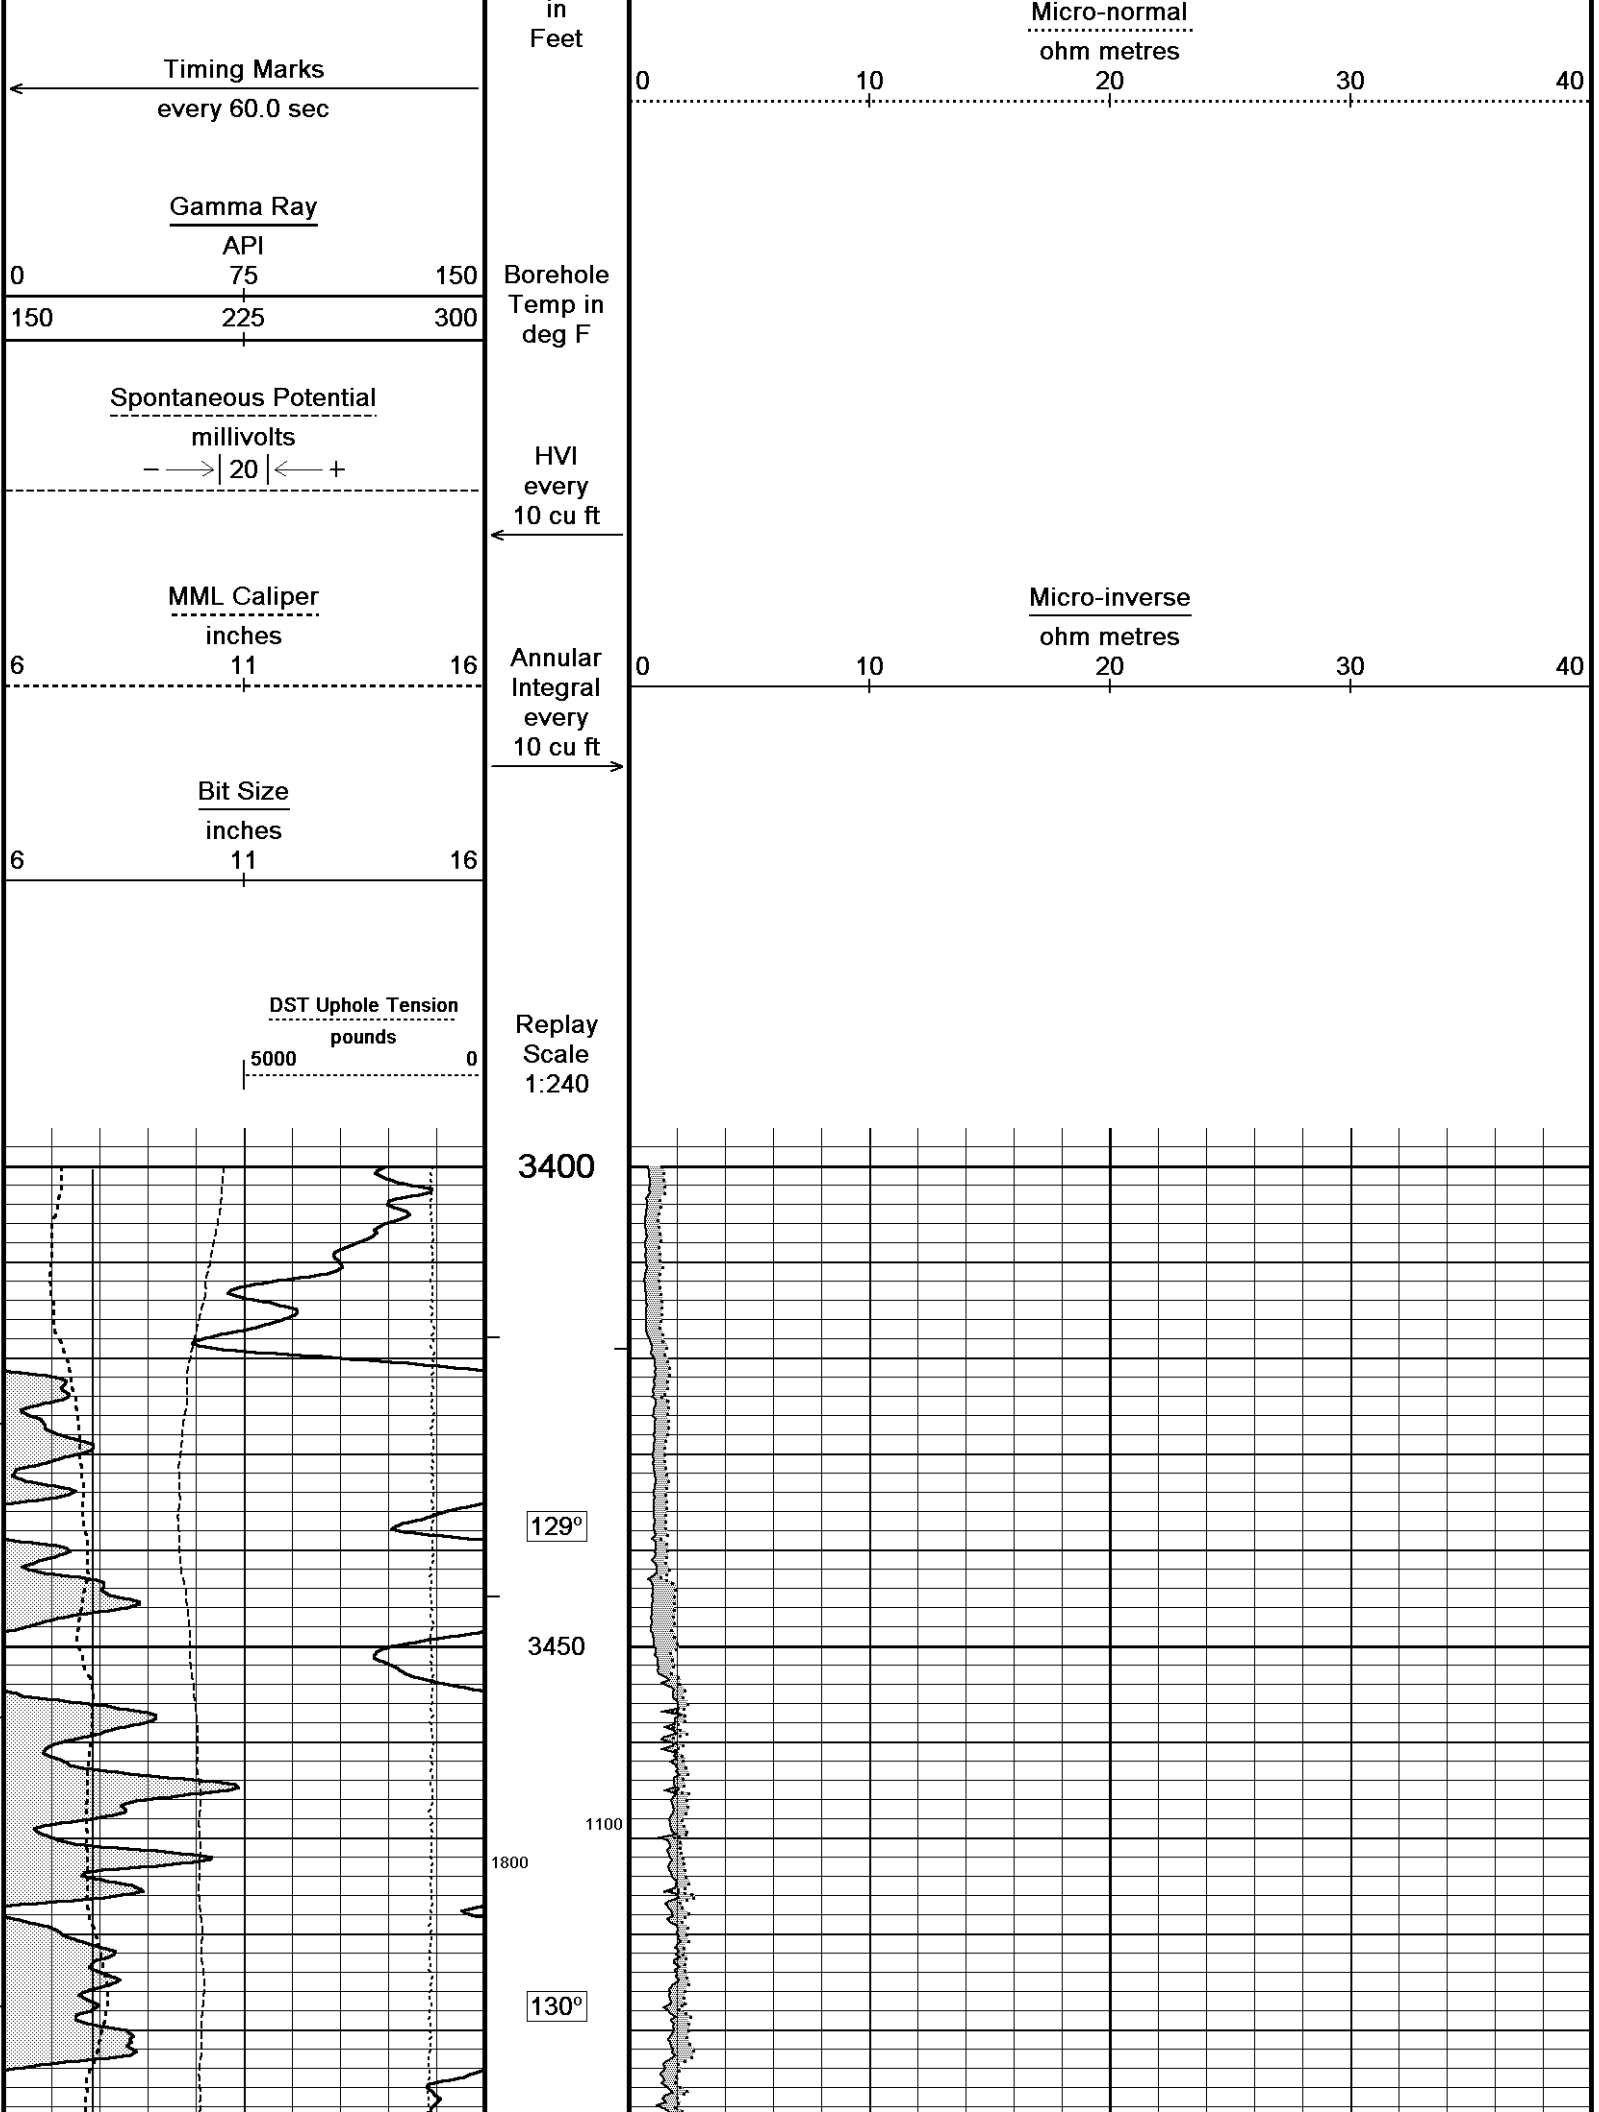 in
Feet
Timing Marks
every 60.0 sec
Gamma Ray
API
0 75 150
150 225 300
Spontaneous Potential
millivolts
− 20 +
MML Caliper
inches
6 11 16
Bit Size
inches
6 11 16
DST Uphole Tension
pounds
5000 0
Borehole
Temp in
deg F
HVI
every
10 cu ft
Annular
Integral
every
10 cu ft
Replay
Scale
1:240
Micro-normal
ohm metres
0 10 20 30 40
Micro-inverse
ohm metres
0 10 20 30 40
3400
129º
3450
1100
1800
130º